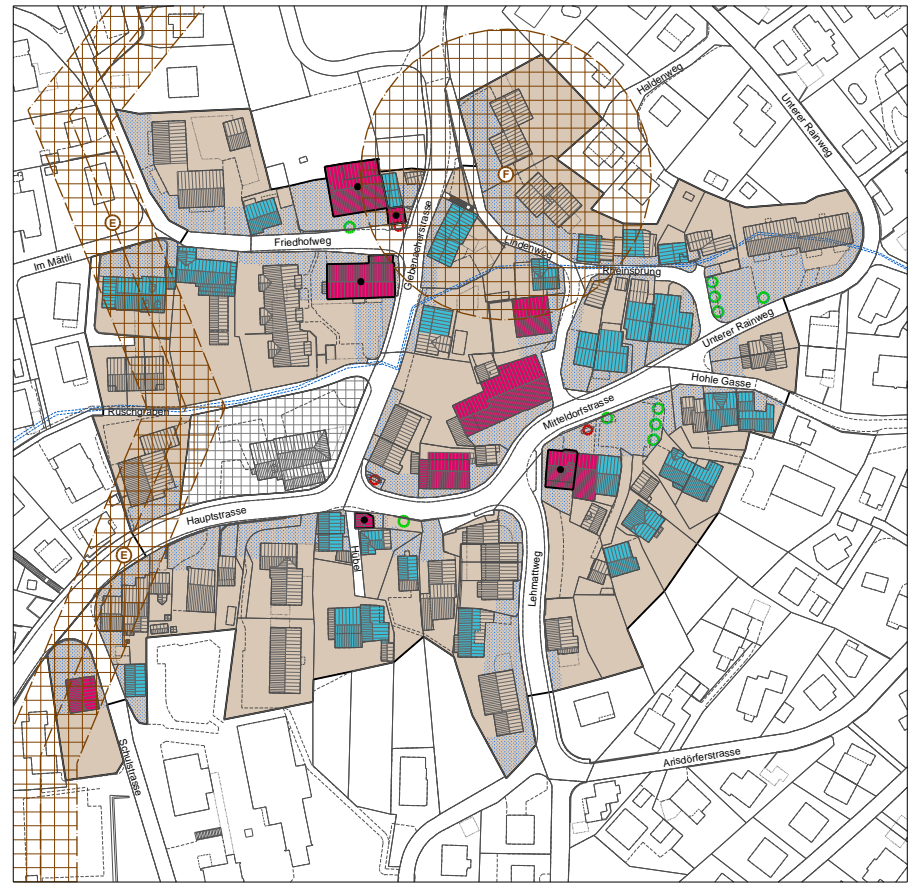 Haldenweg
Unterer Rainweg
F
E
Giebenacherstrasse
Friedhofweg
Lindenweg
Im Mättli
Rheinsprung
Unterer Rainweg
Hohle Gasse
Rüschgraben
Mitteldorfstrasse
Hauptstrasse
E
Hübel
Lehmattweg
Schulstrasse
Arisdörferstrasse